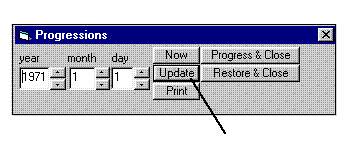 Progressions
year month day
1971 1 1
Now Progress & Close
Update Restore & Close
Print